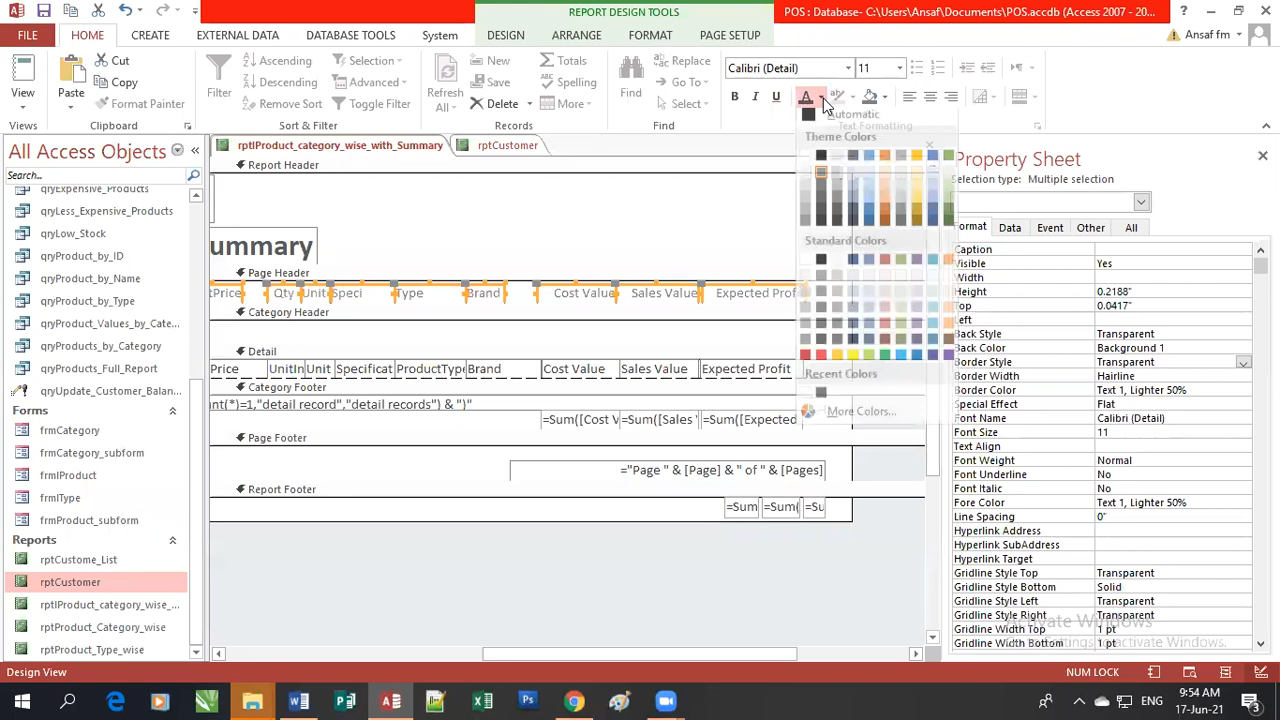 REPORT DESIGN TOOLS
POS : Database- C:\Users\Ansaf\Documents\POS.accdb (Access 2007 - 20...
FILE HOME CREATE EXTERNAL DATA DATABASE TOOLS System DESIGN ARRANGE FORMAT PAGE SETUP
Ansaf fm
View
Views
Paste
Cut
Copy
Format Painter
Clipboard
Filter
Ascending
Descending
Remove Sort
Selection
Advanced
Toggle Filter
Sort & Filter
Refresh
All
New
Save
Delete
Totals
Spelling
More
Records
Find
Replace
Go To
Select
Find
Calibri (Detail) 11
B I U
Text Formatting
Automatic
Theme Colors
Standard Colors
Recent Colors
More Colors...
All Access Objects
Search...
qryExpensive_Products
qryLess_Expensive_Products
qryLow_Stock
qryProduct_by_ID
qryProduct_by_Name
qryProduct_by_Type
qryProduct_Values_by_Cate...
qryProducts_by_Category
qryProducts_Full_Report
qryUpdate_Customer_Balan...
Forms
frmCategory
frmCategory_subform
frmlProduct
frmlType
frmProduct_subform
Reports
rptCustome_List
rptCustomer
rptlProduct_category_wise_...
rptProduct_Category_wise
rptProduct_Type_wise
rptlProduct_category_wise_with_Summary
rptCustomer
Report Header
ummary
Page Header
tPrice Qty Unit Speci Type Brand Cost Value Sales Value Expected Prof
Category Header
Detail
Price UnitIn Unit Specificat ProductType Brand Cost Value Sales Value Expected Profit
Category Footer
unt(*)=1,"detail record","detail records") & ")"
=Sum([Cost V =Sum([Sales =Sum([Expected
Page Footer
="Page " & [Page] & " of " & [Pages]
Report Footer
=Sum =Sum( =Su
Property Sheet
Selection type: Multiple selection
Format Data Event Other All
Caption
Visible Yes
Width
Height 0.2188"
Top 0.0417"
Left
Back Style Transparent
Back Color Background 1
Border Style Transparent
Border Width Hairline
Border Color Text 1, Lighter 50%
Special Effect Flat
Font Name Calibri (Detail)
Font Size 11
Text Align
Font Weight Normal
Font Underline No
Font Italic No
Fore Color Text 1, Lighter 50%
Line Spacing 0"
Hyperlink Address
Hyperlink SubAddress
Hyperlink Target
Gridline Style Top Transparent
Gridline Style Bottom Solid
Gridline Style Left Transparent
Gridline Style Right Transparent
Gridline Width Top 1 pt
Gridline Width Bottom 1 pt
Activate Windows
Go to Settings to activate Windows.
Design View
NUM LOCK
ENG
9:54 AM
17-Jun-21
3